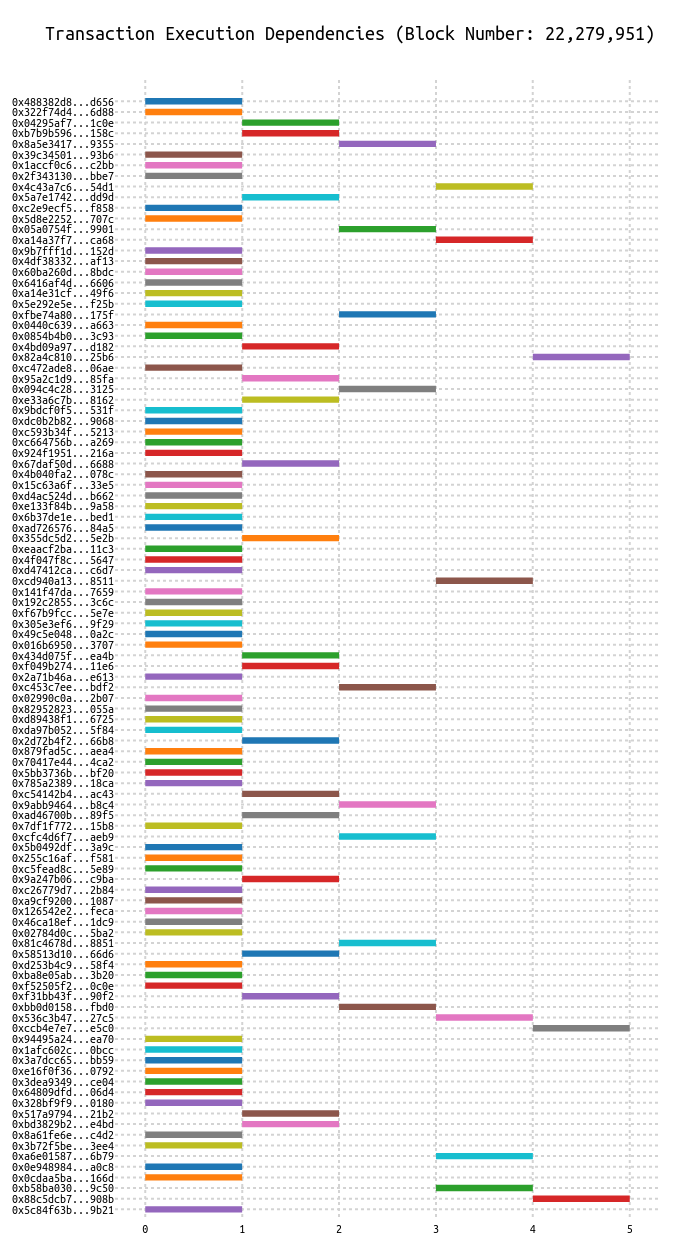 Transaction Execution Dependencies (Block Number: 22,279,951)
0x488382d8...d656
0x322f74d4...6d88
0x04295af7...1c0e
0xb7b9b596...158c
0x8a5e3417...9355
0x39c34501...93b6
0x1accf0c6...c2bb
0x2f343130...bbe7
0x4c43a7c6...54d1
0x5a7e1742...dd9d
0xc2e9ecf5...f858
0x5d8e2252...707c
0x05a0754f...9901
0xa14a37f7...ca68
0x9b7fff1d...152d
0x4df38332...af13
0x60ba260d...8bdc
0x6416af4d...6606
0xa14e31cf...49f6
0x5e292e5e...f25b
0xfbe74a80...175f
0x0440c639...a663
0x0854b4b0...3c93
0x4bd09a97...d182
0x82a4c810...25b6
0xc472ade8...06ae
0x95a2c1d9...85fa
0x094c4c28...3125
0xe33a6c7b...8162
0x9bdcf0f5...531f
0xdc0b2b82...9068
0xc593b34f...5213
0xc664756b...a269
0x924f1951...216a
0x67daf50d...6688
0x4b040fa2...078c
0x15c63a6f...33e5
0xd4ac524d...b662
0xe133f84b...9a58
0x6b37de1e...bed1
0xad726576...84a5
0x355dc5d2...5e2b
0xeaacf2ba...11c3
0x4f047f8c...5647
0xd47412ca...c6d7
0xcd940a13...8511
0x141f47da...7659
0x192c2855...3c6c
0xf67b9fcc...5e7e
0x305e3ef6...9f29
0x49c5e048...0a2c
0x016b6950...3707
0x434d075f...ea4b
0xf049b274...11e6
0x2a71b46a...e613
0xc453c7ee...bdf2
0x02990c0a...2b07
0x82952823...055a
0xd89438f1...6725
0xda97b052...5f84
0x2d72b4f2...66b8
0x879fad5c...aea4
0x70417e44...4ca2
0x5bb3736b...bf20
0x785a2389...18ca
0xc54142b4...ac43
0x9abb9464...b8c4
0xad46700b...89f5
0x7df1f772...15b8
0xcfc4d6f7...aeb9
0x5b0492df...3a9c
0x255c16af...f581
0xc5fead8c...5e89
0x9a247b06...c9ba
0xc26779d7...2b84
0xa9cf9200...1087
0x126542e2...feca
0x46ca18ef...1dc9
0x02784d0c...5ba2
0x81c4678d...8851
0x58513d10...66d6
0xd253b4c9...58f4
0xba8e05ab...3b20
0xf52505f2...0c0e
0xf31bb43f...90f2
0xbb0d0158...fbd0
0x536c3b47...27c5
0xccb4e7e7...e5c0
0x94495a24...ea70
0x1afc602c...0bcc
0x3a7dcc65...bb59
0xe16f0f36...0792
0x3dea9349...ce04
0x64809dfd...06d4
0x328bf9f9...0180
0x517a9794...21b2
0xbd3829b2...e4bd
0x8a61fe6e...c4d2
0x3b72f5be...3ee4
0xa6e01587...6b79
0x0e948984...a0c8
0x0cdaa5ba...166d
0xb58ba030...9c50
0x88c5dcb7...908b
0x5c84f63b...9b21
0 1 2 3 4 5